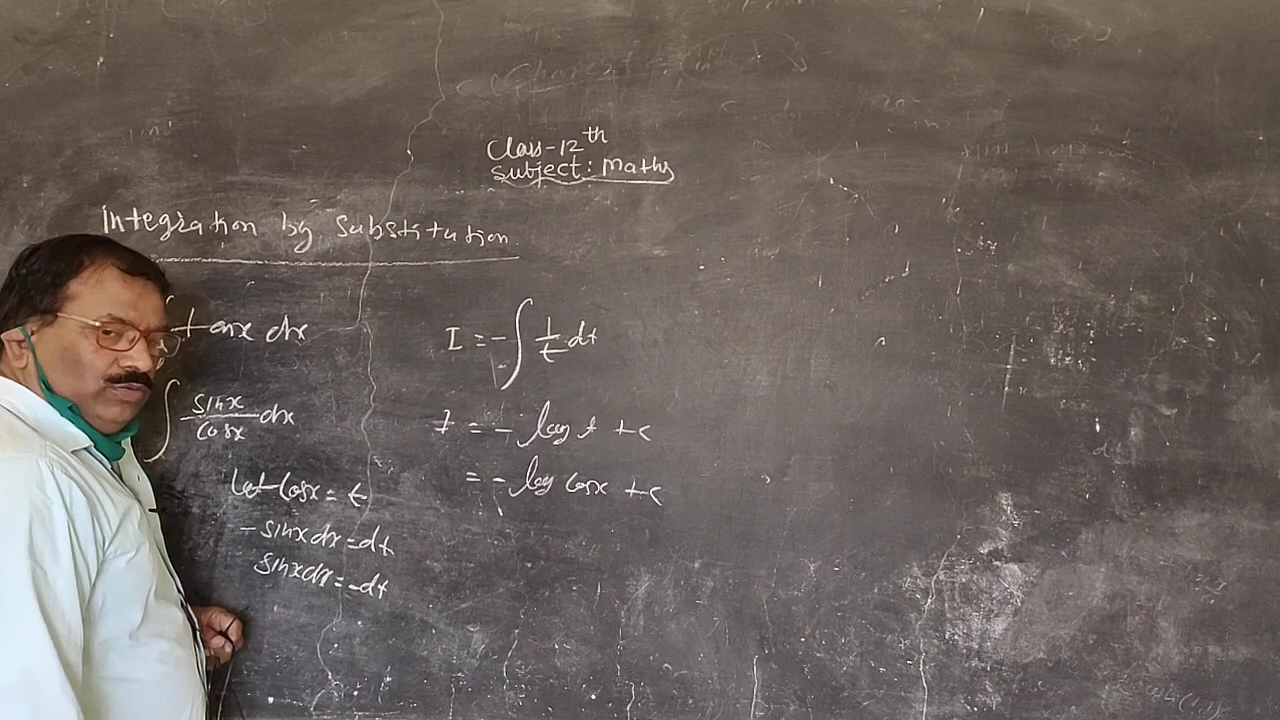 Class-12th
subject: Maths
Integration by Substitution
∫ tanx dx
∫ sinx/cosx dx
Let cosx = t
- sinx dx = dt
sinx dx = -dt
I = - ∫ 1/t dt
I = - log t + c
= - log cosx + c